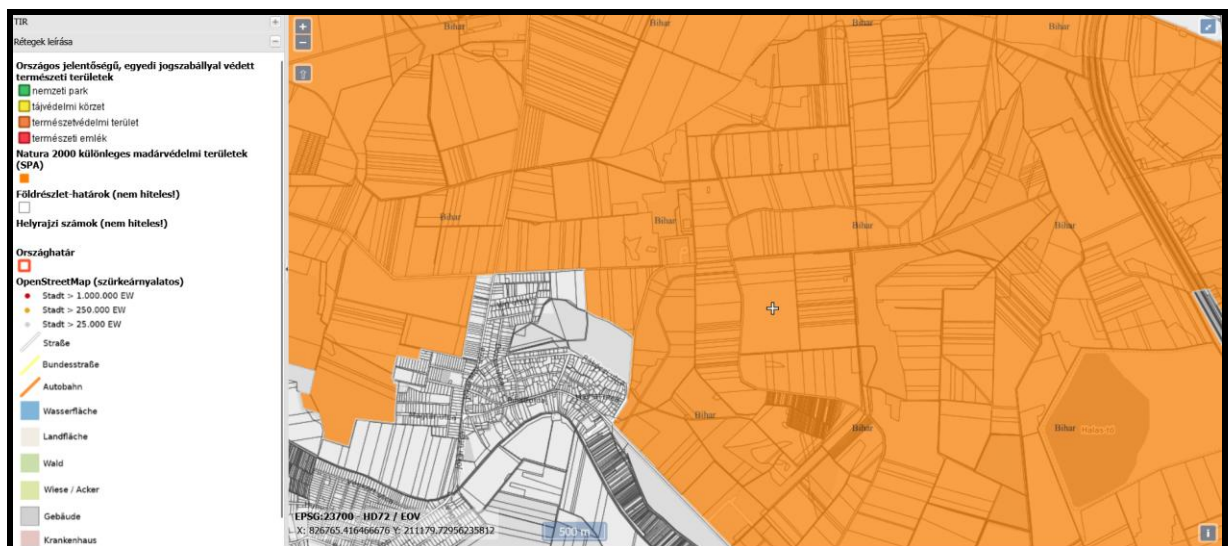 TIR
Rétegek leírása
Országos jelentőségű, egyedi jogszabállyal védett
természeti területek
nemzeti park
tájvédelmi körzet
természetvédelmi terület
természeti emlék
Natura 2000 különleges madárvédelmi területek
(SPA)
Földrészlet-határok (nem hiteles!)
Helyrajzi számok (nem hiteles!)
Országhatár
OpenStreetMap (szürkeárnyalatos)
Stadt > 1.000.000 EW
Stadt > 250.000 EW
Stadt > 25.000 EW
Straße
Bundesstraße
Autobahn
Wasserfläche
Landfläche
Wald
Wiese / Acker
Gebäude
Krankenhaus
Bihar
Bihar
Bihar
Bihar
Bihar
Bihar
Bihar
Bihar
Bihar
Bihar
Bihar
Halas-tó
EPSG:23700 - HD72 / EOV
X: 826765.416466676 Y: 211179.72956235812
500 m
i